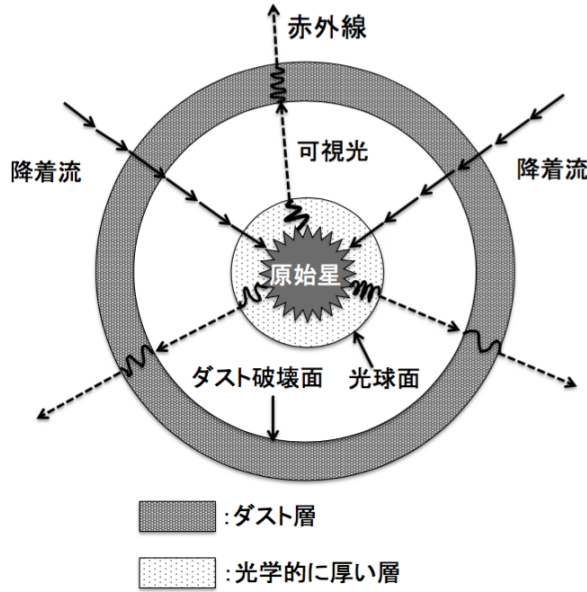 赤外線
可視光
降着流
降着流
原始星
ダスト破壊面
光球面
:ダスト層
:光学的に厚い層